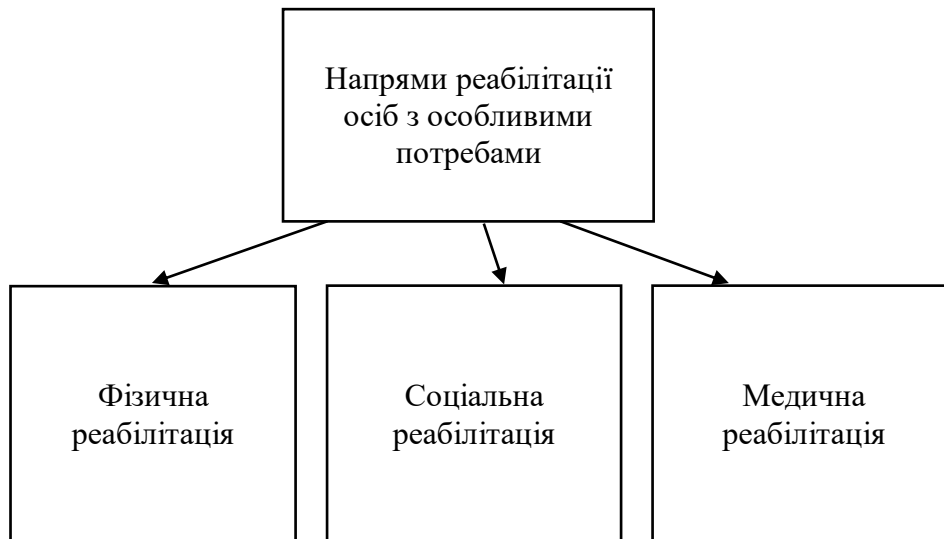 Напрями реабілітації
осіб з особливими
потребами
Фізична
реабілітація
Соціальна
реабілітація
Медична
реабілітація